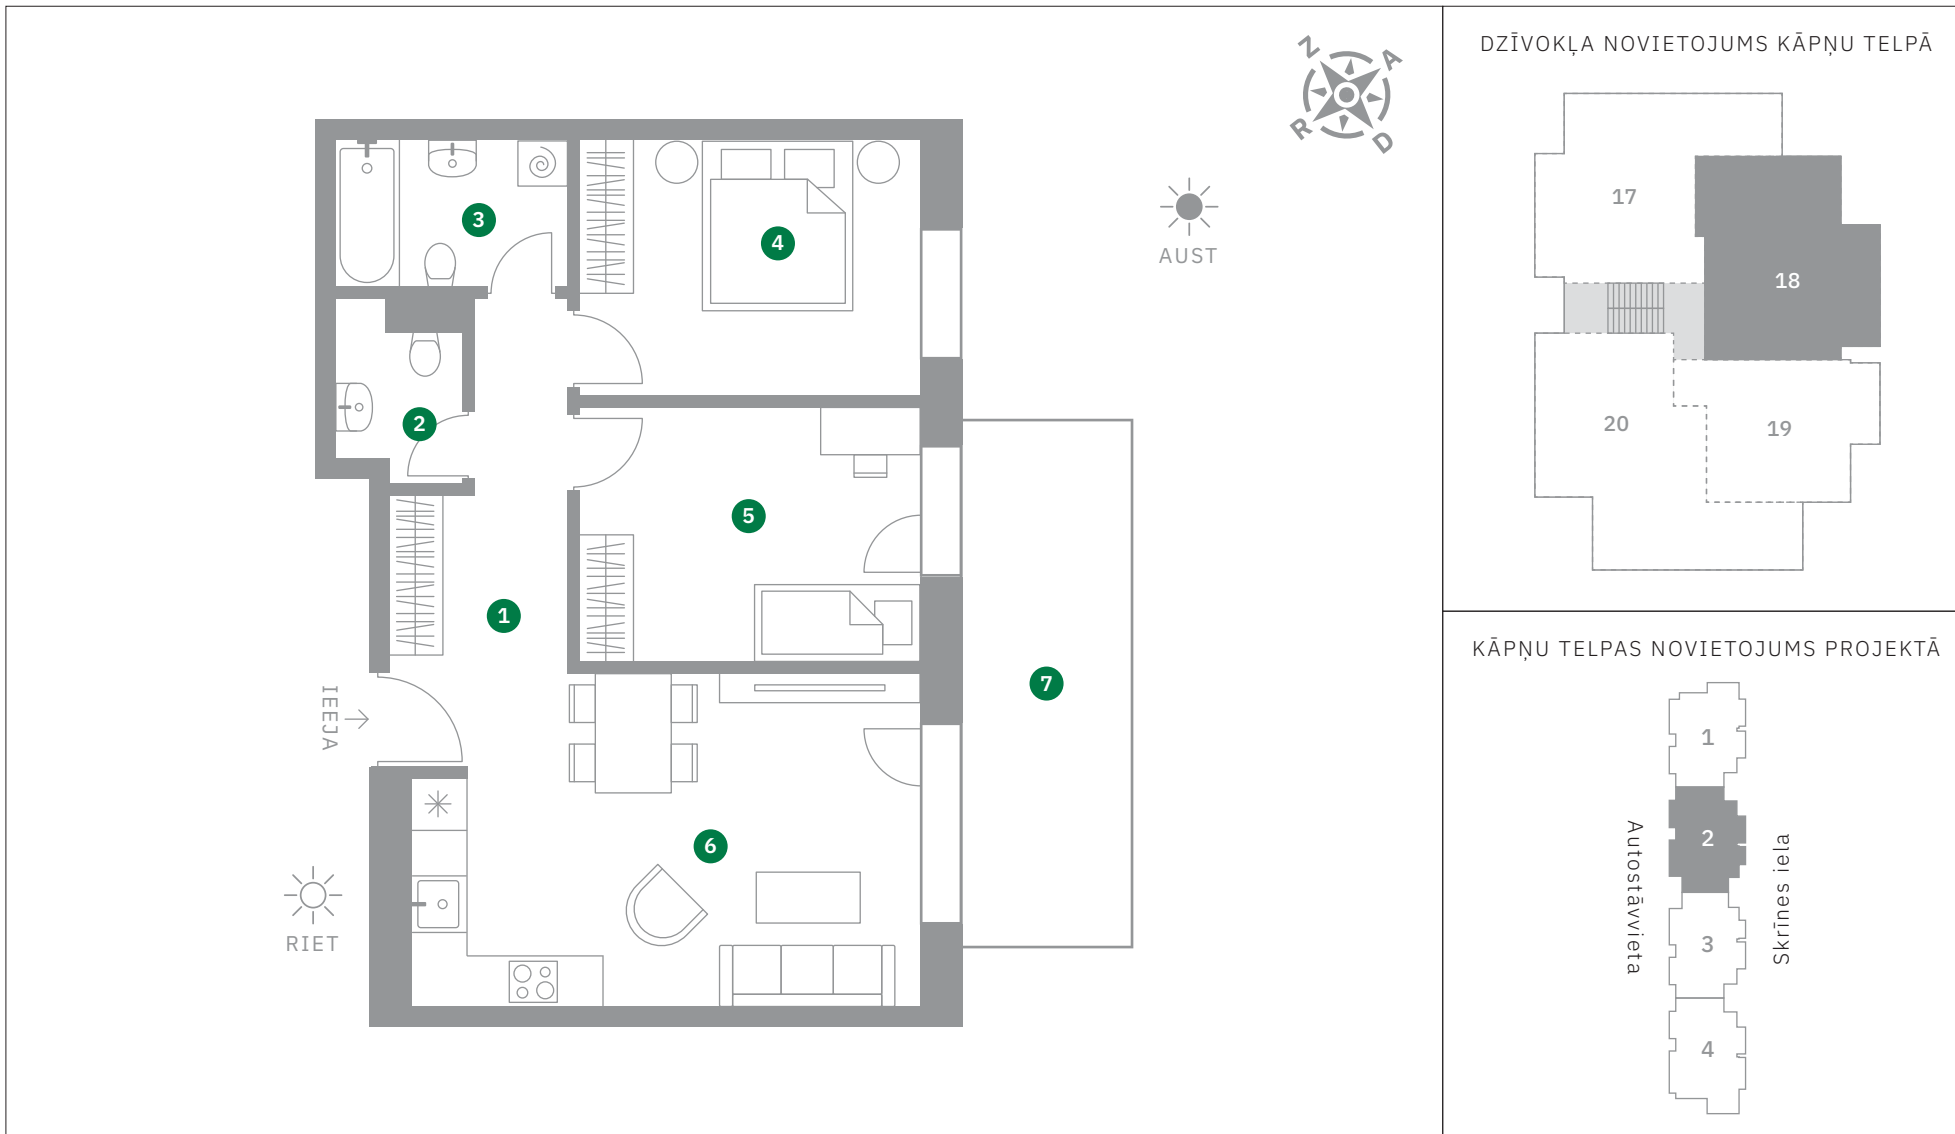 Z
A
R
D
AUST
3
4
2
5
1
7
IEEJA
6
RIET
DZĪVOKĻA NOVIETOJUMS KĀPŅU TELPĀ
17
18
20
19
KĀPŅU TELPAS NOVIETOJUMS PROJEKTĀ
1
2
3
4
Autostāvvieta
Skrīnes iela